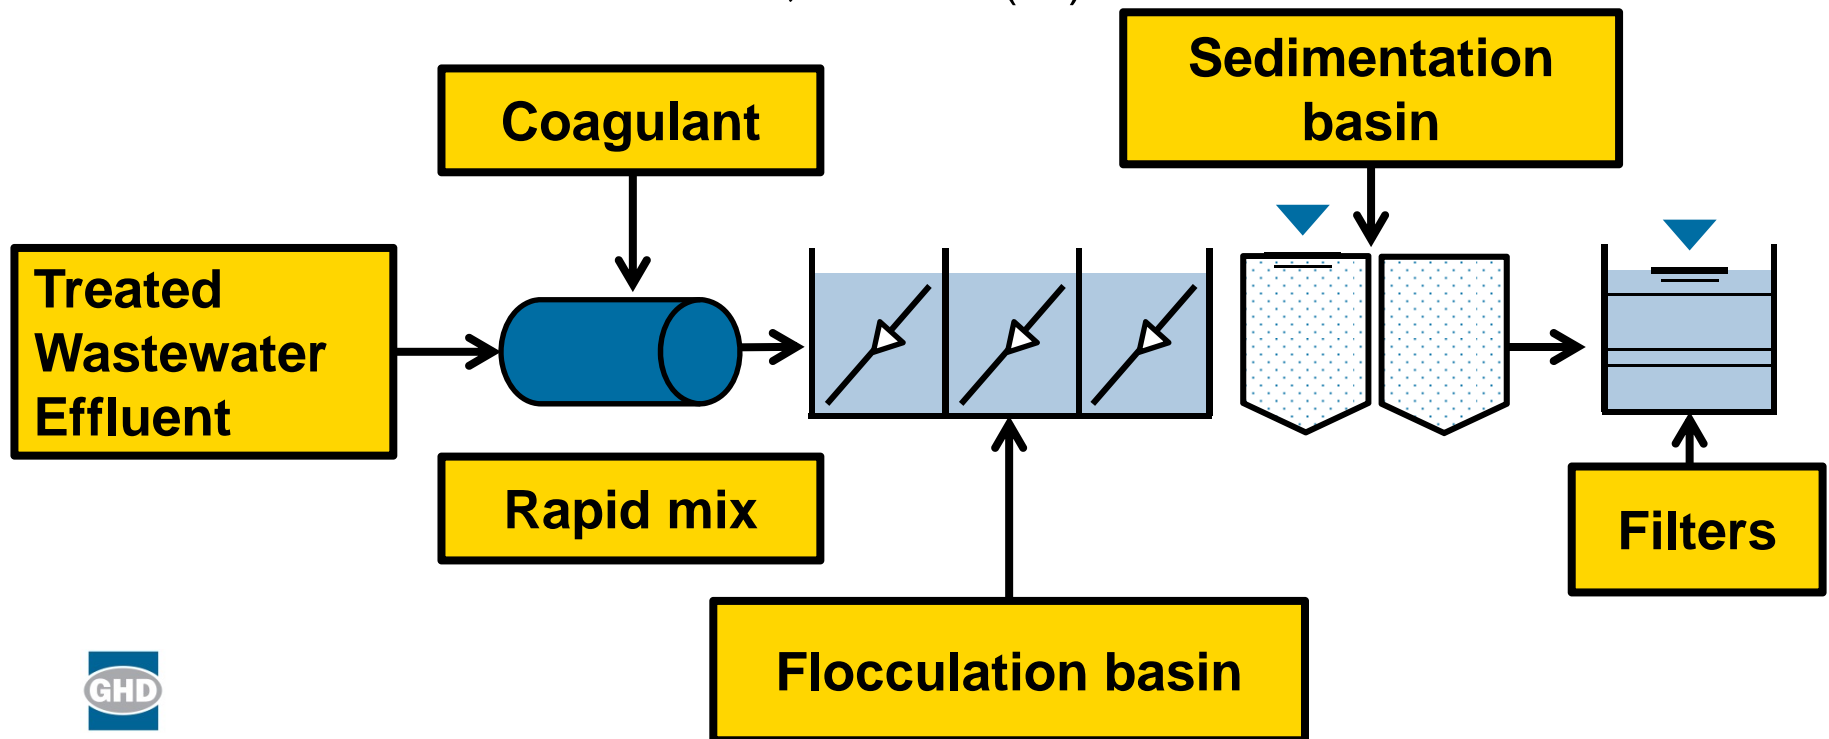 Sedimentation
basin
Coagulant
Treated
Wastewater
Effluent
Rapid mix
Filters
Flocculation basin
GHD